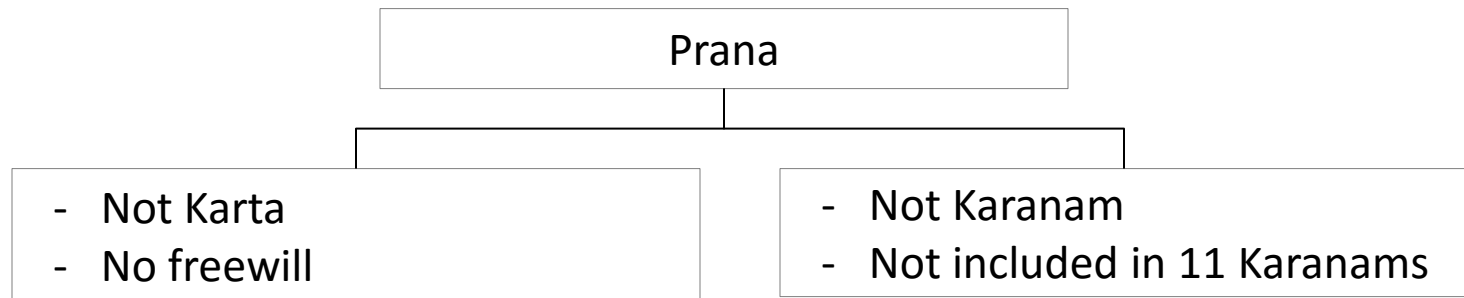 Prana
- Not Karta
- No freewill
- Not Karanam
- Not included in 11 Karanams